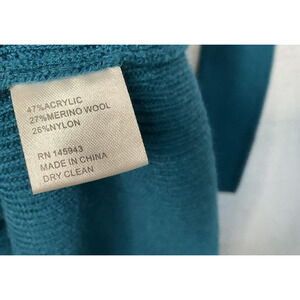 47%ACRYLIC
27%MERINO WOOL
26%NYLON
RN 145943
MADE IN CHINA
DRY CLEAN